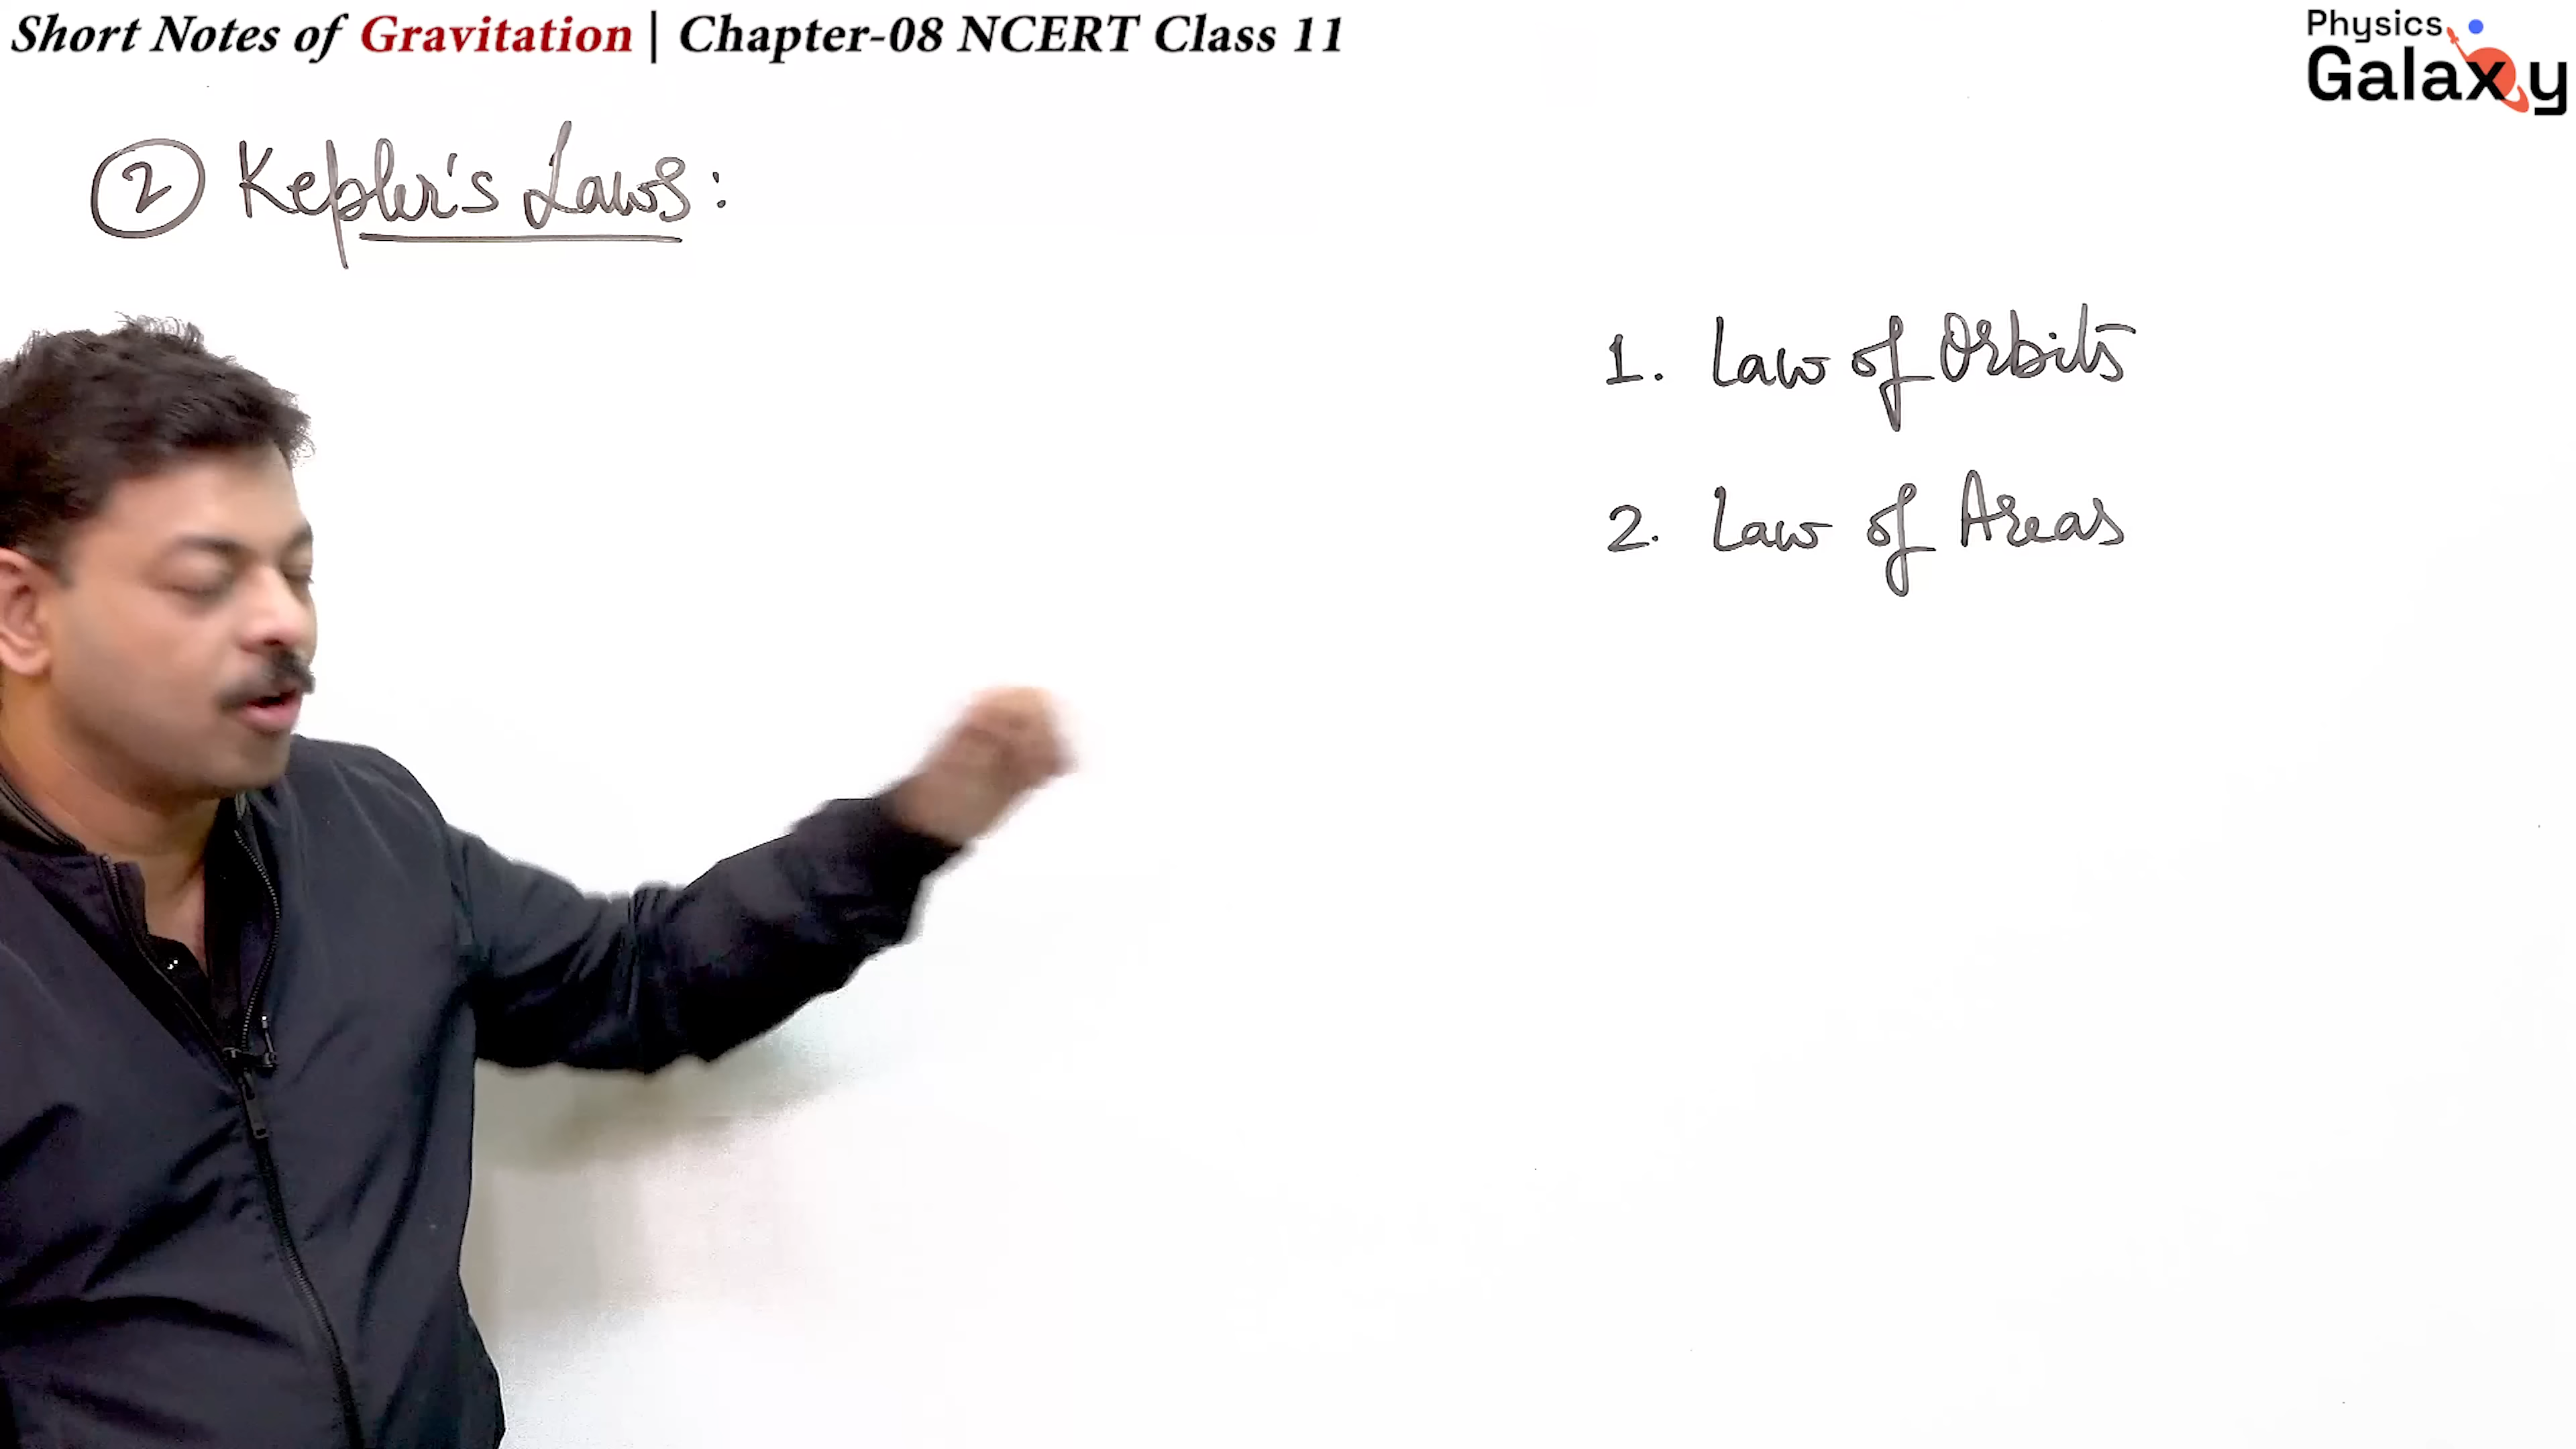 Short Notes of Gravitation | Chapter-08 NCERT Class 11
Physics Galaxy
② Kepler's Laws:
1. Law of Orbits
2. Law of Areas